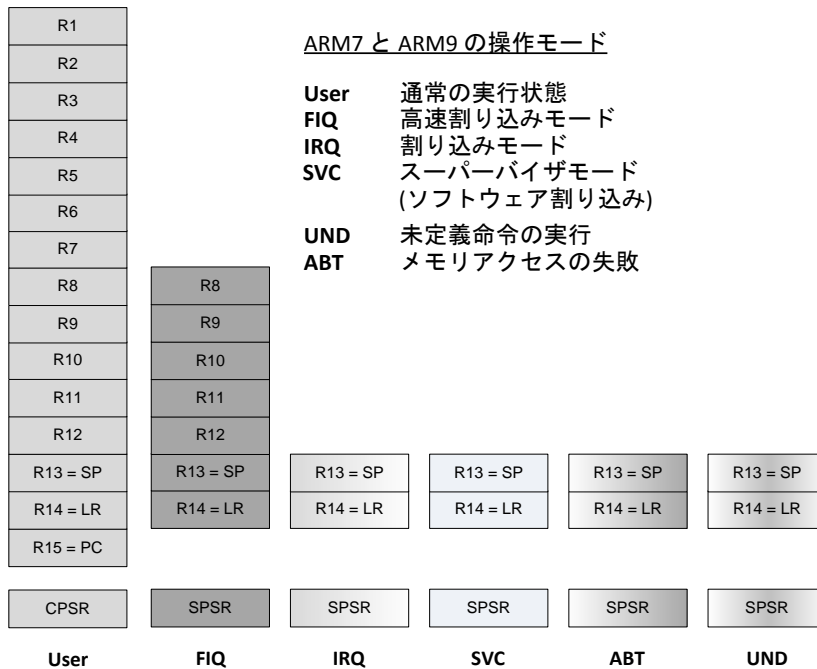 ARM7 と ARM9 の操作モード
User 通常の実行状態
FIQ 高速割り込みモード
IRQ 割り込みモード
SVC スーパーバイザモード
(ソフトウェア割り込み)
UND 未定義命令の実行
ABT メモリアクセスの失敗
R1
R2
R3
R4
R5
R6
R7
R8 R8
R9 R9
R10 R10
R11 R11
R12 R12
R13 = SP R13 = SP R13 = SP R13 = SP R13 = SP R13 = SP
R14 = LR R14 = LR R14 = LR R14 = LR R14 = LR R14 = LR
R15 = PC
CPSR SPSR SPSR SPSR SPSR SPSR
User FIQ IRQ SVC ABT UND